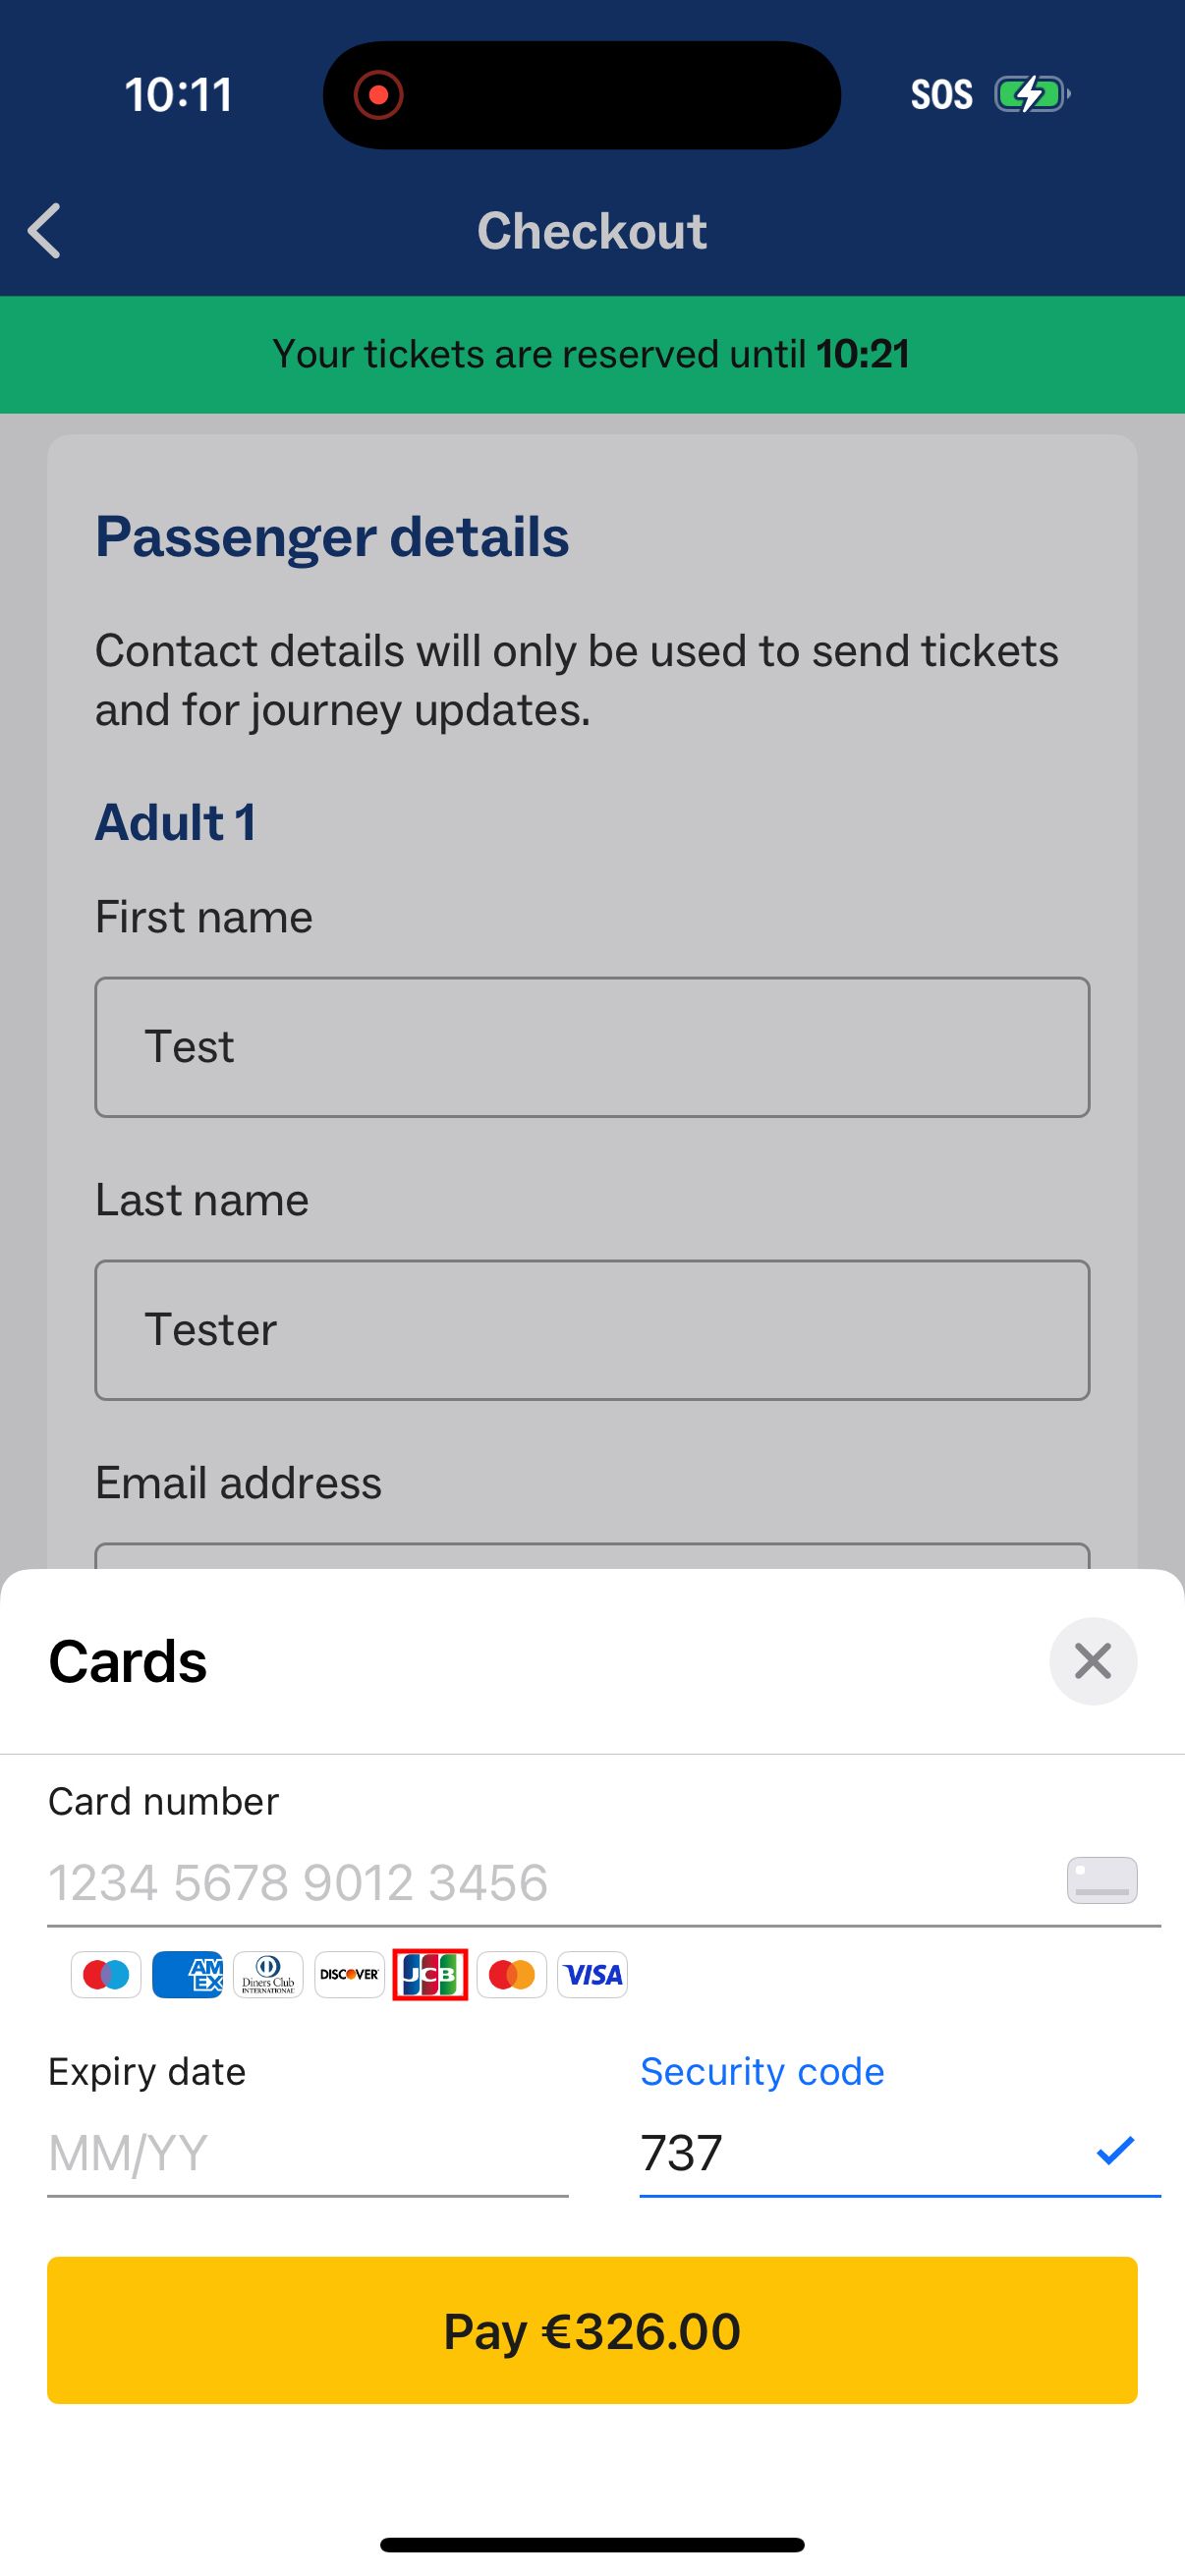 10:11
SOS
Checkout
Your tickets are reserved until 10:21
Passenger details
Contact details will only be used to send tickets
and for journey updates.
Adult 1
First name
Test
Last name
Tester
Email address
Cards
Card number
1234 5678 9012 3456
AM
EX
Diners Club
INTERNATIONAL
DISCOVER
JCB
VISA
Expiry date
Security code
MM/YY
737
Pay €326.00